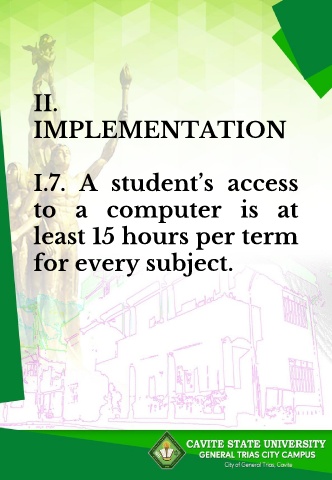 II.
IMPLEMENTATION
I.7. A student's access
to a computer is at
least 15 hours per term
for every subject.
CAVITE STATE UNIVERSITY
GENERAL TRIAS CITY CAMPUS
City of General Trias, Cavite